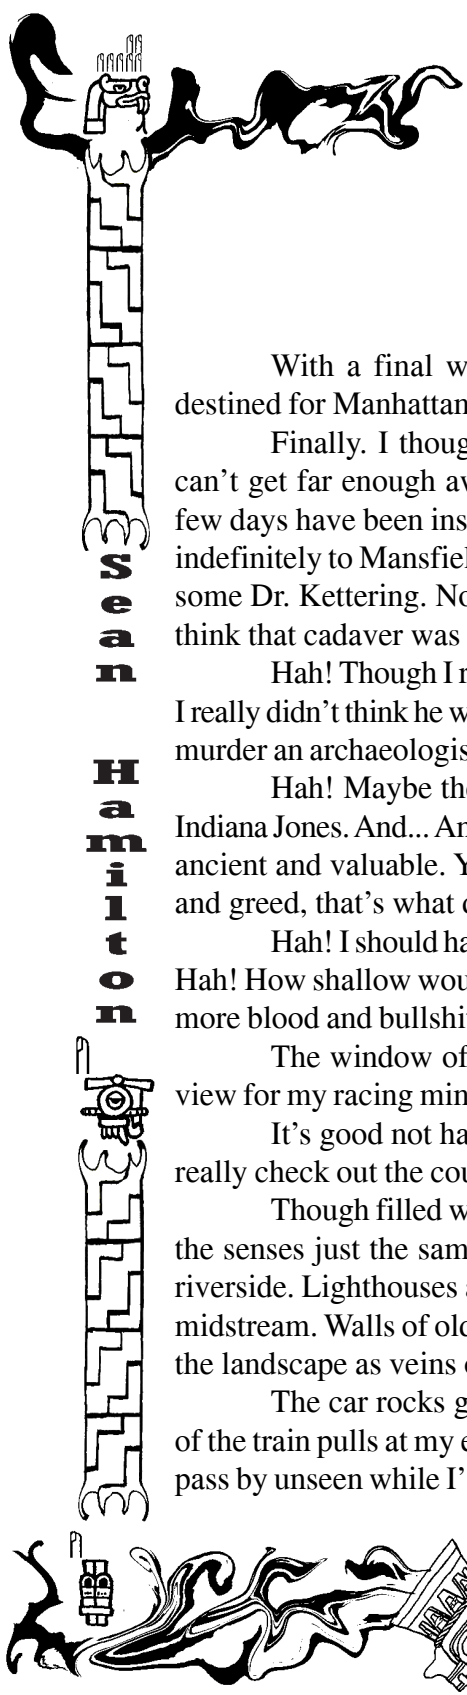 Sean
Hamilton
With a final w
destined for Manhattan
Finally. I thoug
can't get far enough av
few days have been ins
indefinitely to Mansfiel
some Dr. Kettering. No
think that cadaver was
Hah! Though I r
I really didn't think he w
murder an archaeologis
Hah! Maybe the
Indiana Jones. And... An
ancient and valuable. Y
and greed, that's what c
Hah! I should ha
Hah! How shallow wou
more blood and bullshi
The window of
view for my racing min
It's good not ha
really check out the cou
Though filled w
the senses just the sam
riverside. Lighthouses a
midstream. Walls of old
the landscape as veins o
The car rocks g
of the train pulls at my e
pass by unseen while I'